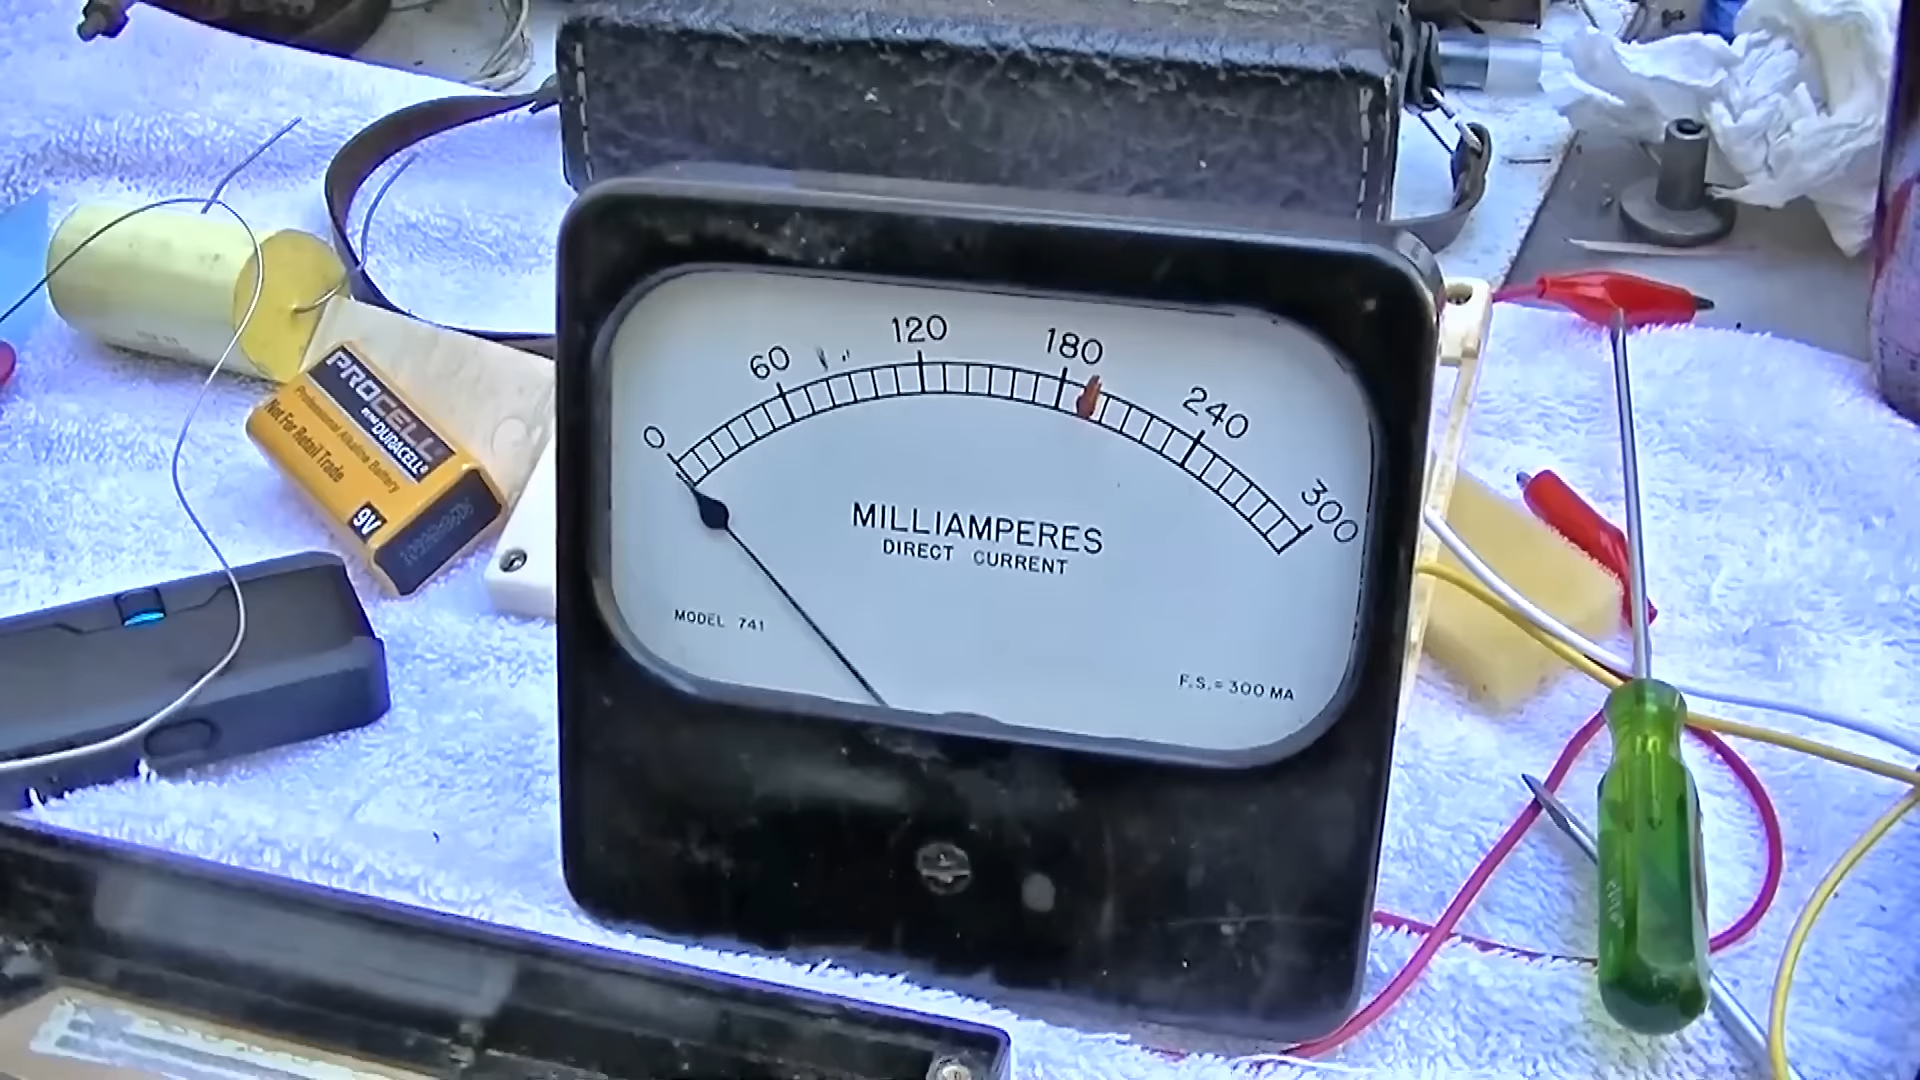 0
60
120
180
240
300
MILLIAMPERES
DIRECT CURRENT
MODEL 741
F.S. = 300 MA
PROCELL
BY DURACELL
Professional Alkaline Battery
Not For Retail Trade
9V